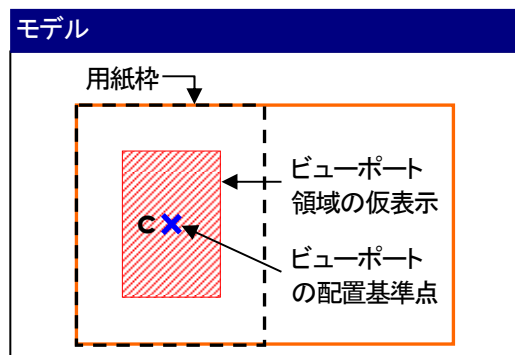 モデル
用紙枠
ビューポート
領域の仮表示
C
ビューポート
の配置基準点